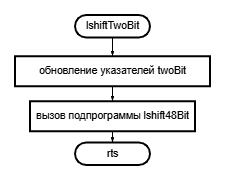 lshiftTwoBit
обновление указателей twoBit
вызов подпрограммы lshift48Bit
rts